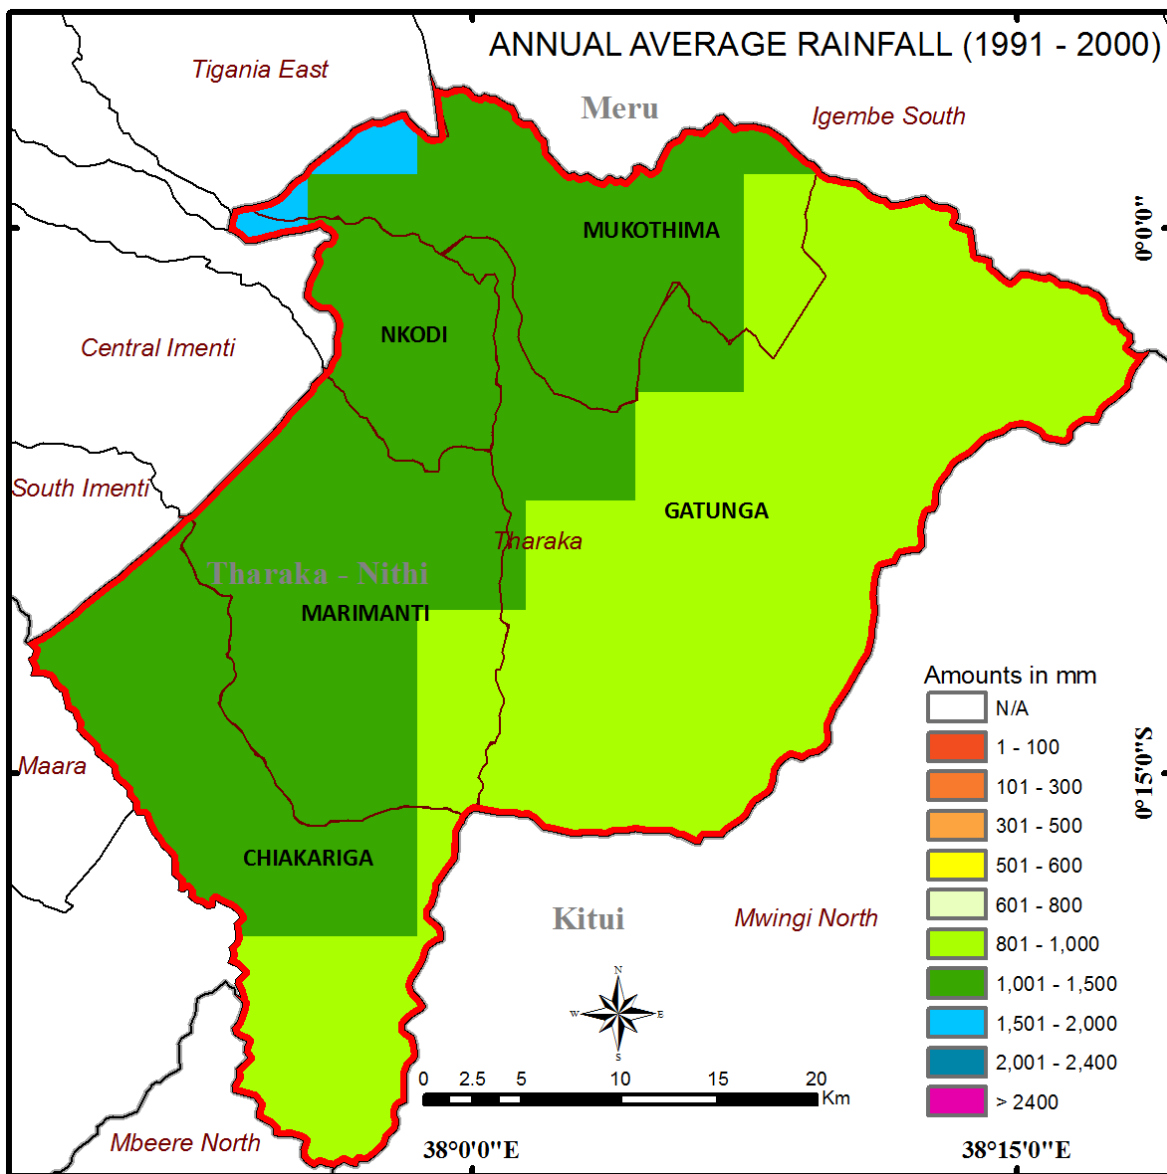 ANNUAL AVERAGE RAINFALL (1991 - 2000)
Tigania East
Meru
Igembe South
MUKOTHIMA
0°0'0"
NKODI
Central Imenti
South Imenti
GATUNGA
Tharaka
Tharaka - Nithi
MARIMANTI
Maara
CHIAKARIGA
Kitui
Mwingi North
Mbeere North
Amounts in mm
N/A
1 - 100
101 - 300
301 - 500
501 - 600
601 - 800
801 - 1,000
1,001 - 1,500
1,501 - 2,000
2,001 - 2,400
> 2400
0°15'0"S
N
W E
S
0 2.5 5 10 15 20
Km
38°0'0"E
38°15'0"E